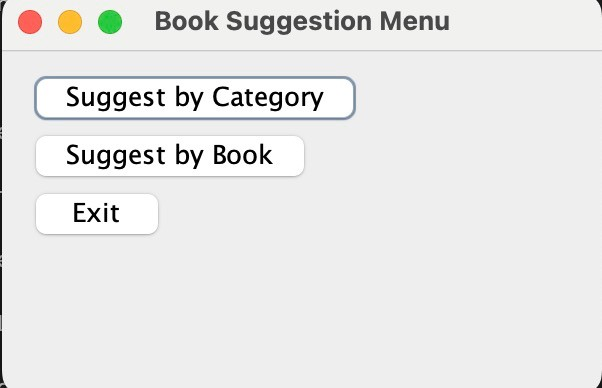 Book Suggestion Menu
Suggest by Category
Suggest by Book
Exit